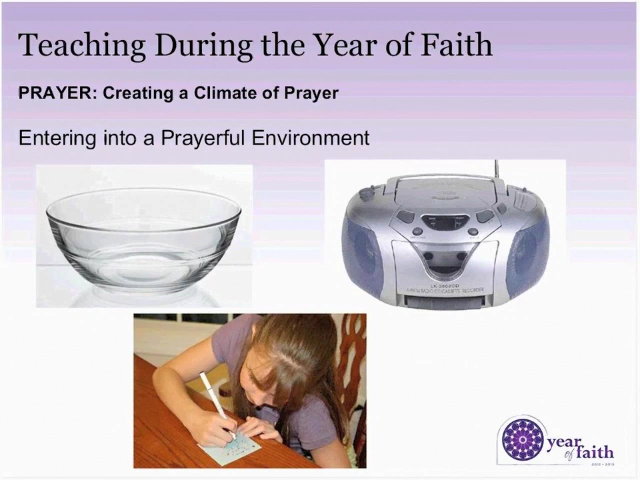 Teaching During the Year of Faith
PRAYER: Creating a Climate of Prayer
Entering into a Prayerful Environment
year
of faith